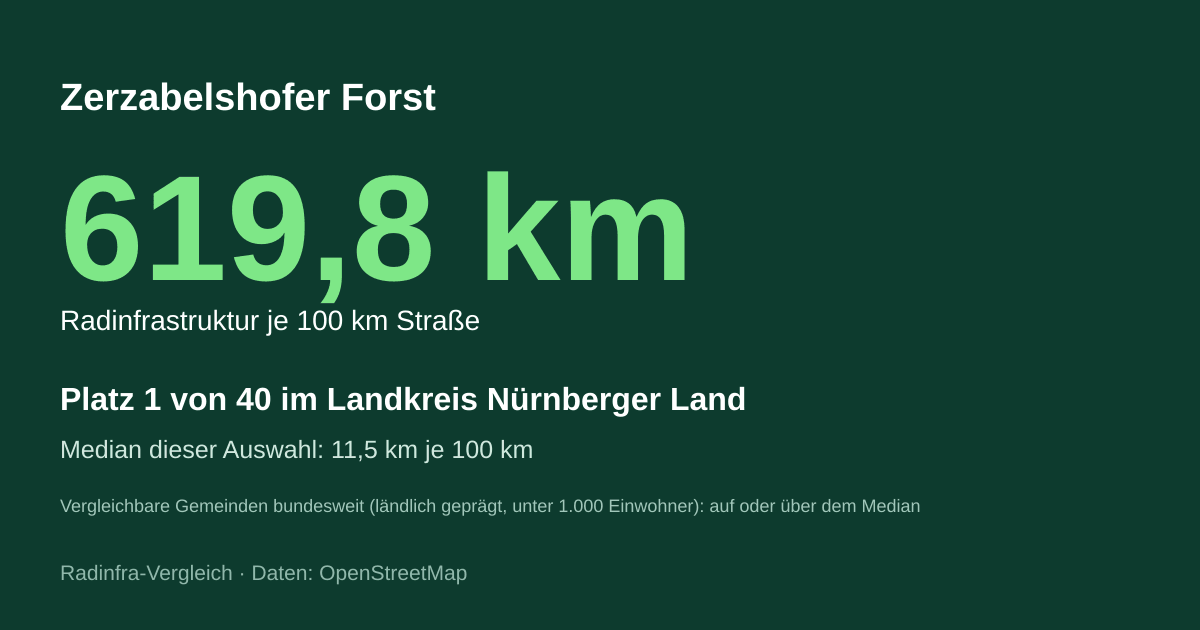 Zerzabelshofer Forst
619,8 km
Radinfrastruktur je 100 km Straße
Platz 1 von 40 im Landkreis Nürnberger Land
Median dieser Auswahl: 11,5 km je 100 km
Vergleichbare Gemeinden bundesweit (ländlich geprägt, unter 1.000 Einwohner): auf oder über dem Median
Radinfra-Vergleich · Daten: OpenStreetMap